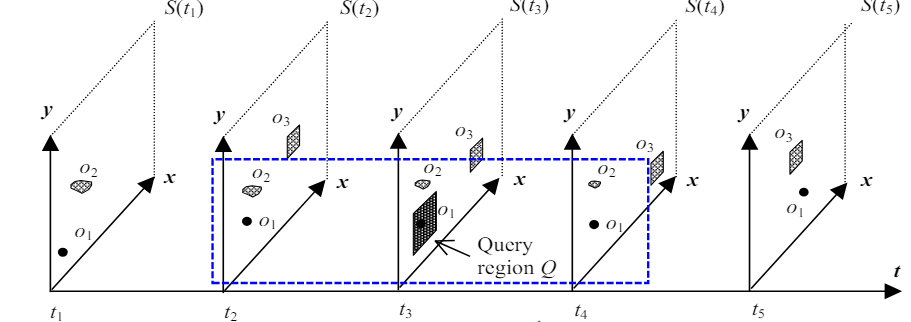 S(t1) S(t2) S(t3) S(t4) S(t5)
y y y y y
o3 o3 o3 o3
o2 o2 o2 o2
x x x x x
o1 o1 o1 o1 o1
Query
region Q
t
t1 t2 t3 t4 t5